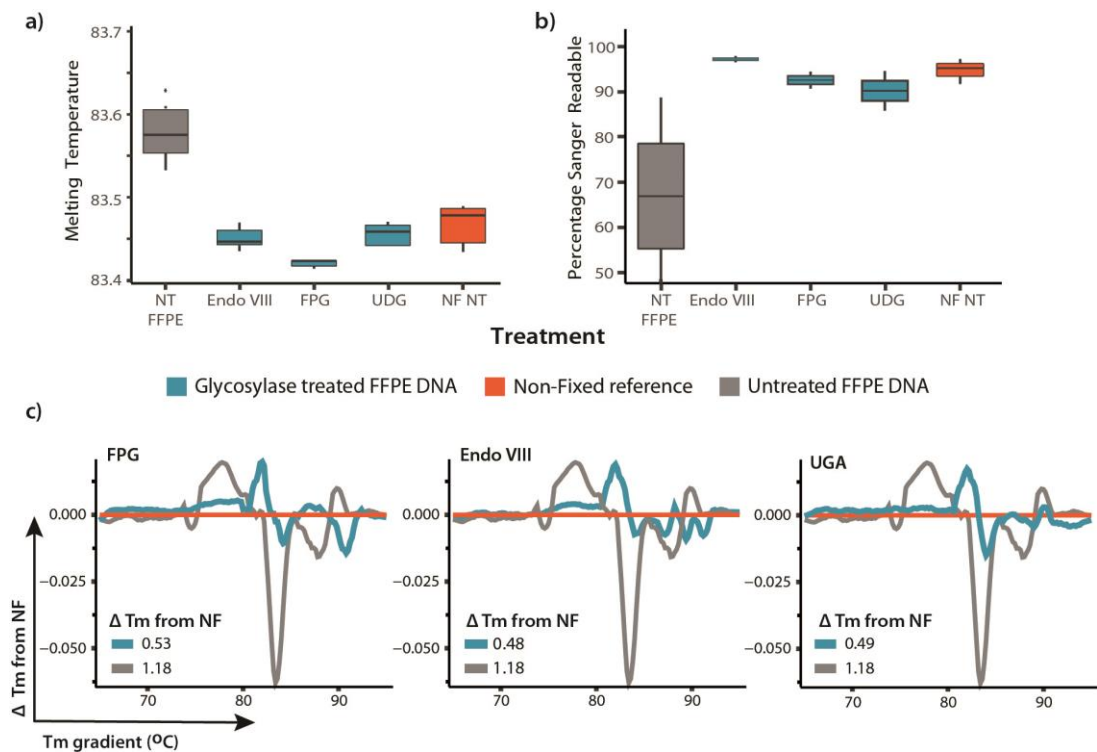 a)
Melting Temperature
83.7
83.6
83.5
83.4
NT
FFPE
Endo VIII
FPG
UDG
NF NT
b)
Percentage Sanger Readable
100
90
80
70
60
50
NT
FFPE
Endo VIII
FPG
UDG
NF NT
Treatment
Glycosylase treated FFPE DNA
Non-Fixed reference
Untreated FFPE DNA
c)
Δ Tm from NF
0.000
−0.025
−0.050
FPG
Δ Tm from NF
0.53
1.18
70
80
90
Endo VIII
0.000
−0.025
−0.050
Δ Tm from NF
0.48
1.18
70
80
90
UGA
0.000
−0.025
−0.050
Δ Tm from NF
0.49
1.18
70
80
90
Tm gradient (ºC)